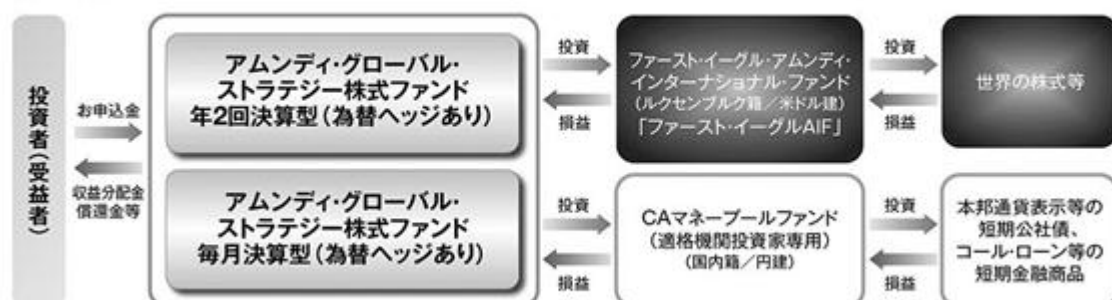 投資者(受益者)
お申込金
収益分配金
償還金等
アムンディ・グローバル・
ストラテジー株式ファンド
年2回決算型(為替ヘッジあり)
アムンディ・グローバル・
ストラテジー株式ファンド
毎月決算型(為替ヘッジあり)
投資
損益
ファースト・イーグル・アムンディ・
インターナショナル・ファンド
(ルクセンブルク籍/米ドル建)
「ファースト・イーグルAIF」
投資
損益
世界の株式等
投資
損益
CAマネープールファンド
(適格機関投資家専用)
(国内籍/円建)
投資
損益
本邦通貨表示等の
短期公社債、
コール・ローン等の
短期金融商品